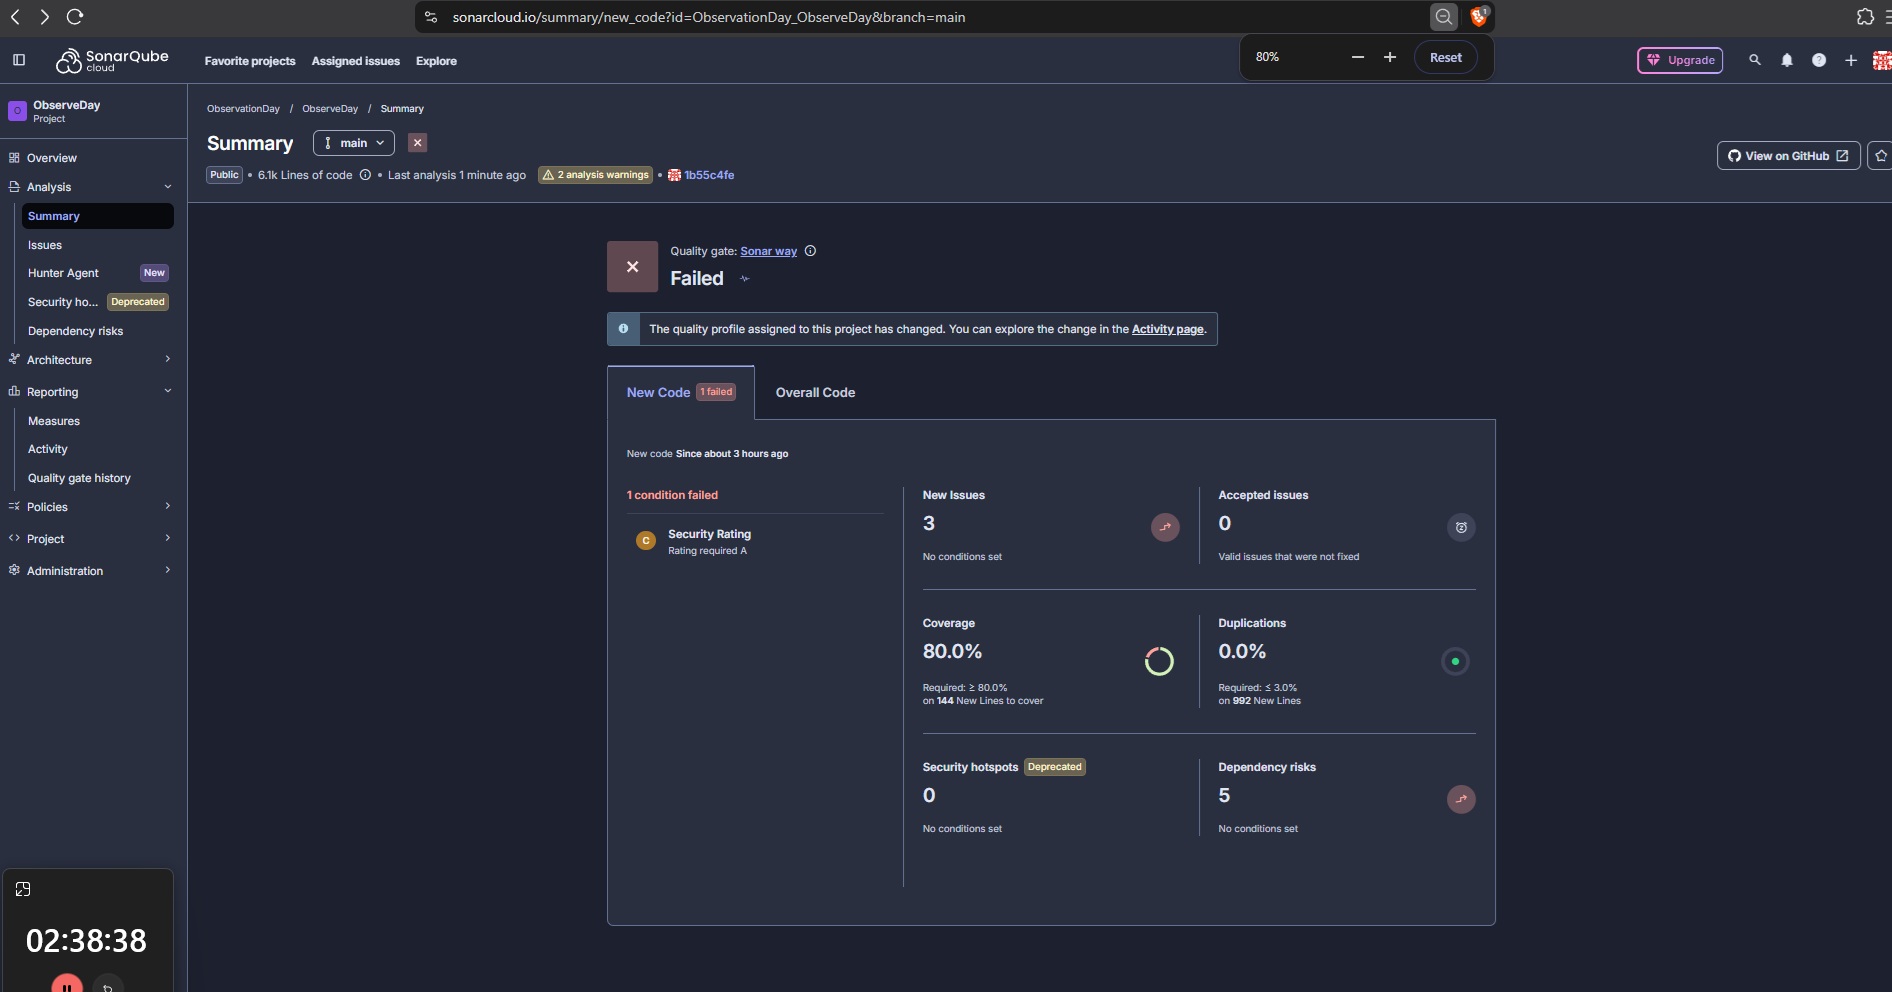 sonarcloud.io/summary/new_code?id=ObservationDay_ObserveDay&branch=main
1
80%
Reset
SonarQube
cloud
Favorite projects
Assigned issues
Explore
Upgrade
O
ObserveDay
Project
Overview
Analysis
Summary
Issues
Hunter Agent New
Security ho... Deprecated
Dependency risks
Architecture
Reporting
Measures
Activity
Quality gate history
Policies
Project
Administration
02:38:38
ObservationDay / ObserveDay / Summary
Summary
main
Public • 6.1k Lines of code • Last analysis 1 minute ago 2 analysis warnings • 1b55c4fe
View on GitHub
Quality gate: Sonar way
Failed
The quality profile assigned to this project has changed. You can explore the change in the Activity page.
New Code 1 failed
Overall Code
New code Since about 3 hours ago
1 condition failed
C
Security Rating
Rating required A
New Issues
3
No conditions set
Accepted issues
0
Valid issues that were not fixed
Coverage
80.0%
Required: ≥ 80.0%
on 144 New Lines to cover
Duplications
0.0%
Required: ≤ 3.0%
on 992 New Lines
Security hotspots Deprecated
0
No conditions set
Dependency risks
5
No conditions set